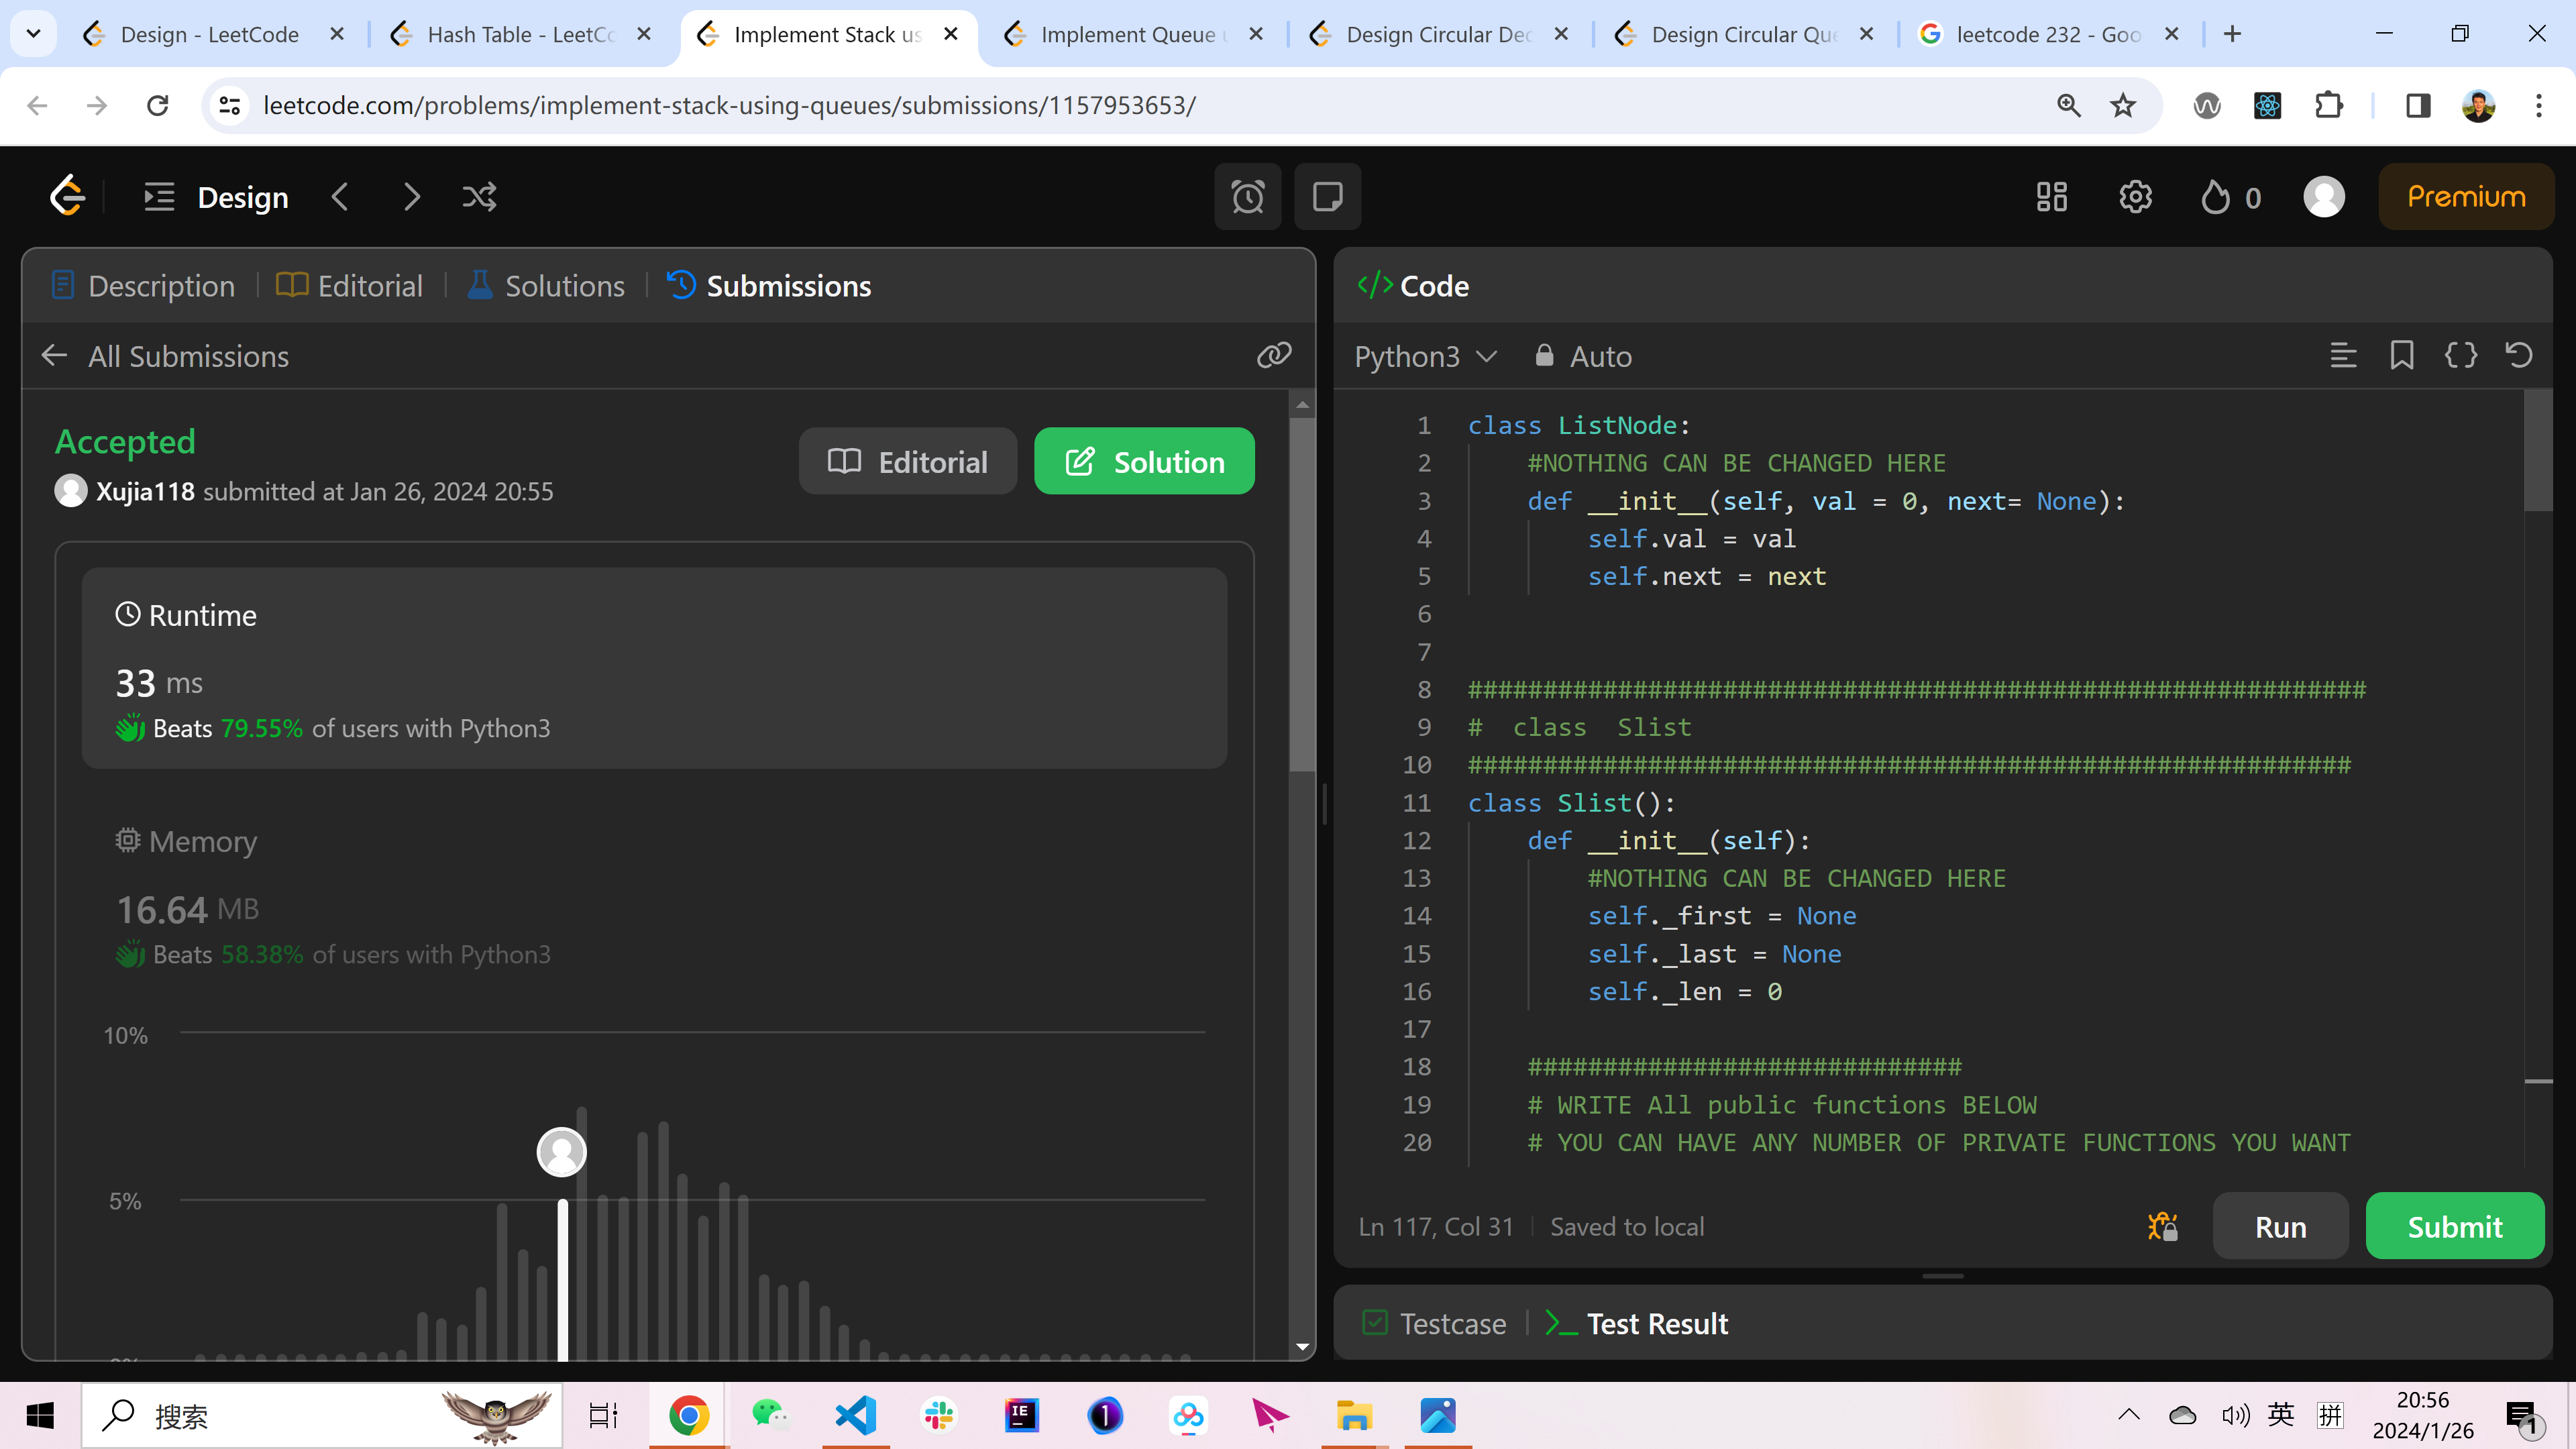 Design - LeetCode
Hash Table - LeetCo
Implement Stack us
Implement Queue u
Design Circular Dec
Design Circular Que
leetcode 232 - Goo
leetcode.com/problems/implement-stack-using-queues/submissions/1157953653/
Design
0
Premium
Description
Editorial
Solutions
Submissions
All Submissions
Accepted
Xujia118 submitted at Jan 26, 2024 20:55
Editorial
Solution
Runtime
33 ms
Beats 79.55% of users with Python3
Memory
16.64 MB
Beats 58.38% of users with Python3
10%
5%
Code
Python3
Auto
1 class ListNode:
2 #NOTHING CAN BE CHANGED HERE
3 def __init__(self, val = 0, next= None):
4 self.val = val
5 self.next = next
6
7
8 ############################################################
9 #  class  Slist
10 ###########################################################
11 class Slist():
12 def __init__(self):
13 #NOTHING CAN BE CHANGED HERE
14 self._first = None
15 self._last = None
16 self._len = 0
17
18 #############################
19 # WRITE All public functions BELOW
20 # YOU CAN HAVE ANY NUMBER OF PRIVATE FUNCTIONS YOU WANT
Ln 117, Col 31
Saved to local
Run
Submit
Testcase
Test Result
搜索
IE
1
英
拼
20:56
2024/1/26
1